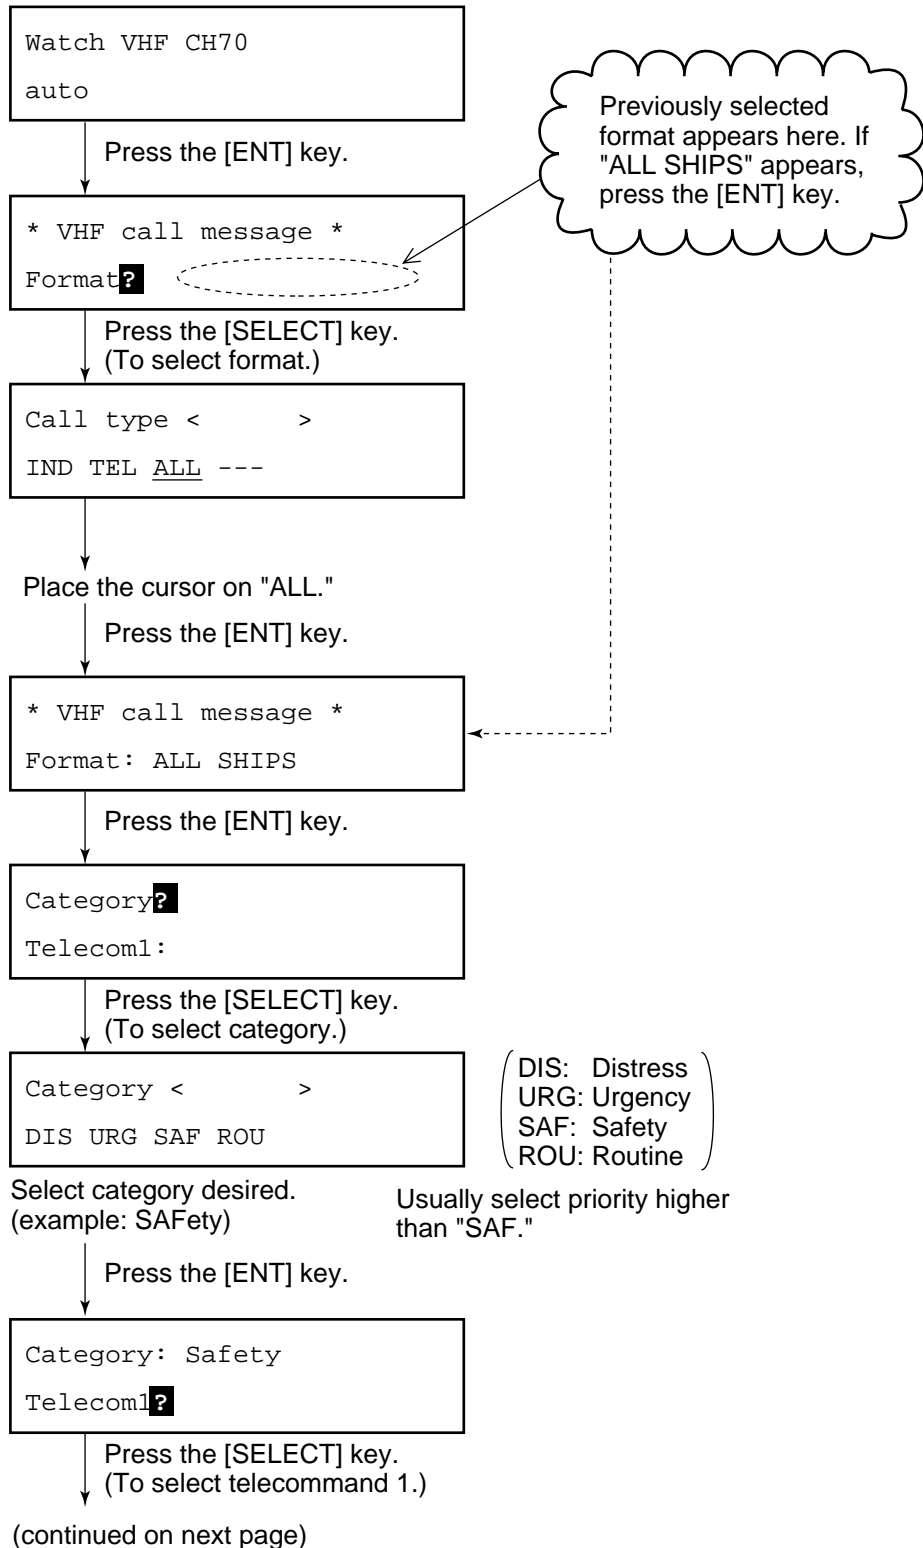 Watch VHF CH70
auto
Press the [ENT] key.
Previously selected
format appears here. If
"ALL SHIPS" appears,
press the [ENT] key.
* VHF call message *
Format?
Press the [SELECT] key.
(To select format.)
Call type <       >
IND TEL ALL ---
Place the cursor on "ALL."
Press the [ENT] key.
* VHF call message *
Format: ALL SHIPS
Press the [ENT] key.
Category?
Telecom1:
Press the [SELECT] key.
(To select category.)
Category <       >
DIS URG SAF ROU
DIS: Distress
URG: Urgency
SAF: Safety
ROU: Routine
Select category desired.
(example: SAFety)
Usually select priority higher
than "SAF."
Press the [ENT] key.
Category: Safety
Telecom1?
Press the [SELECT] key.
(To select telecommand 1.)
(continued on next page)